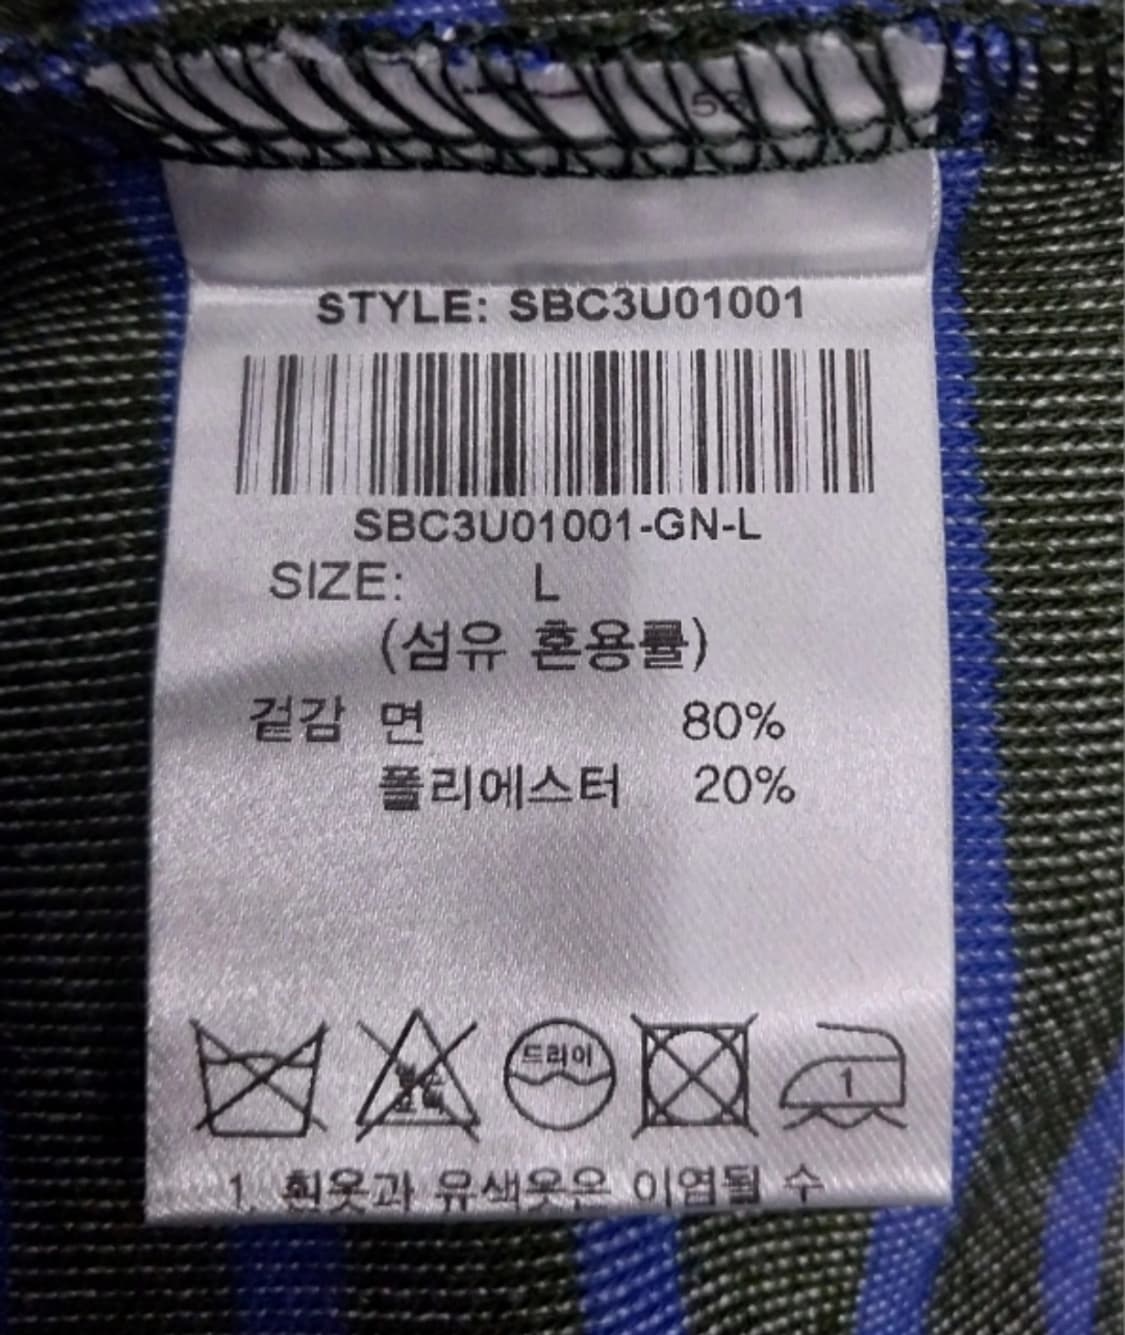 STYLE: SBC3U01001
SBC3U01001-GN-L
SIZE: L
(섬유 혼용률)
겉감 면 80%
폴리에스터 20%
드라이
1
1. 흰옷과 유색옷은 이염될 수